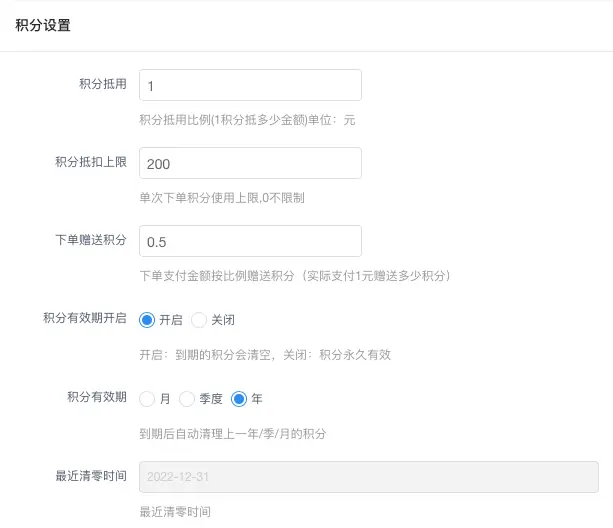 积分设置
积分抵用
1
积分抵用比例(1积分抵多少金额)单位：元
积分抵扣上限
200
单次下单积分使用上限,0不限制
下单赠送积分
0.5
下单支付金额按比例赠送积分（实际支付1元赠送多少积分）
积分有效期开启 开启 关闭
开启：到期的积分会清空，关闭：积分永久有效
积分有效期 月 季度 年
到期后自动清理上一年/季/月的积分
最近清零时间
2022-12-31
最近清零时间